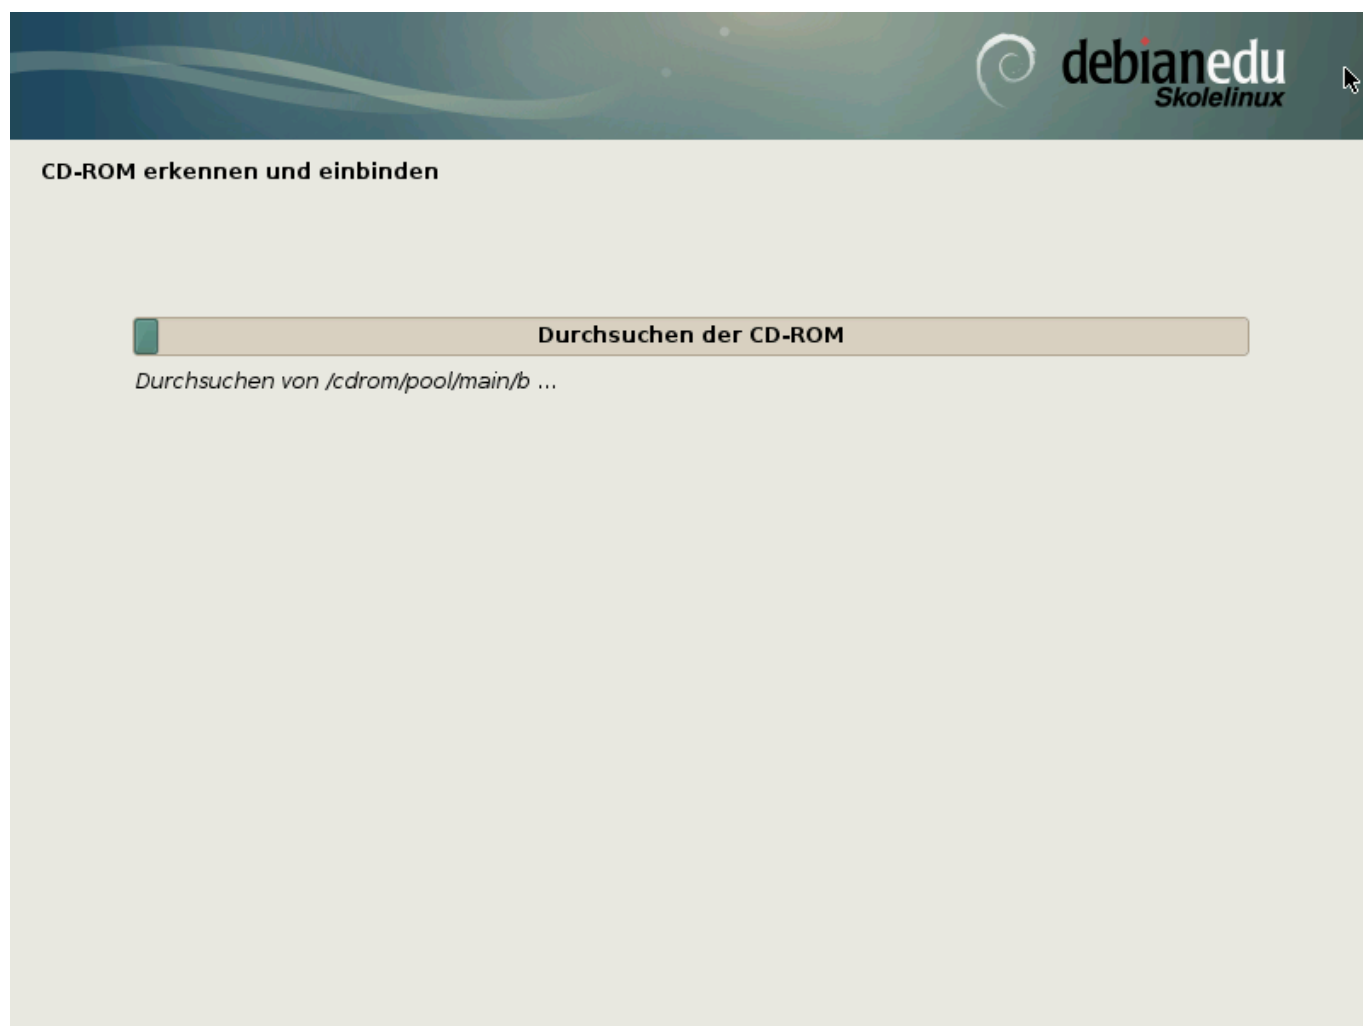 debianedu
Skolelinux
CD-ROM erkennen und einbinden
Durchsuchen der CD-ROM
Durchsuchen von /cdrom/pool/main/b ...